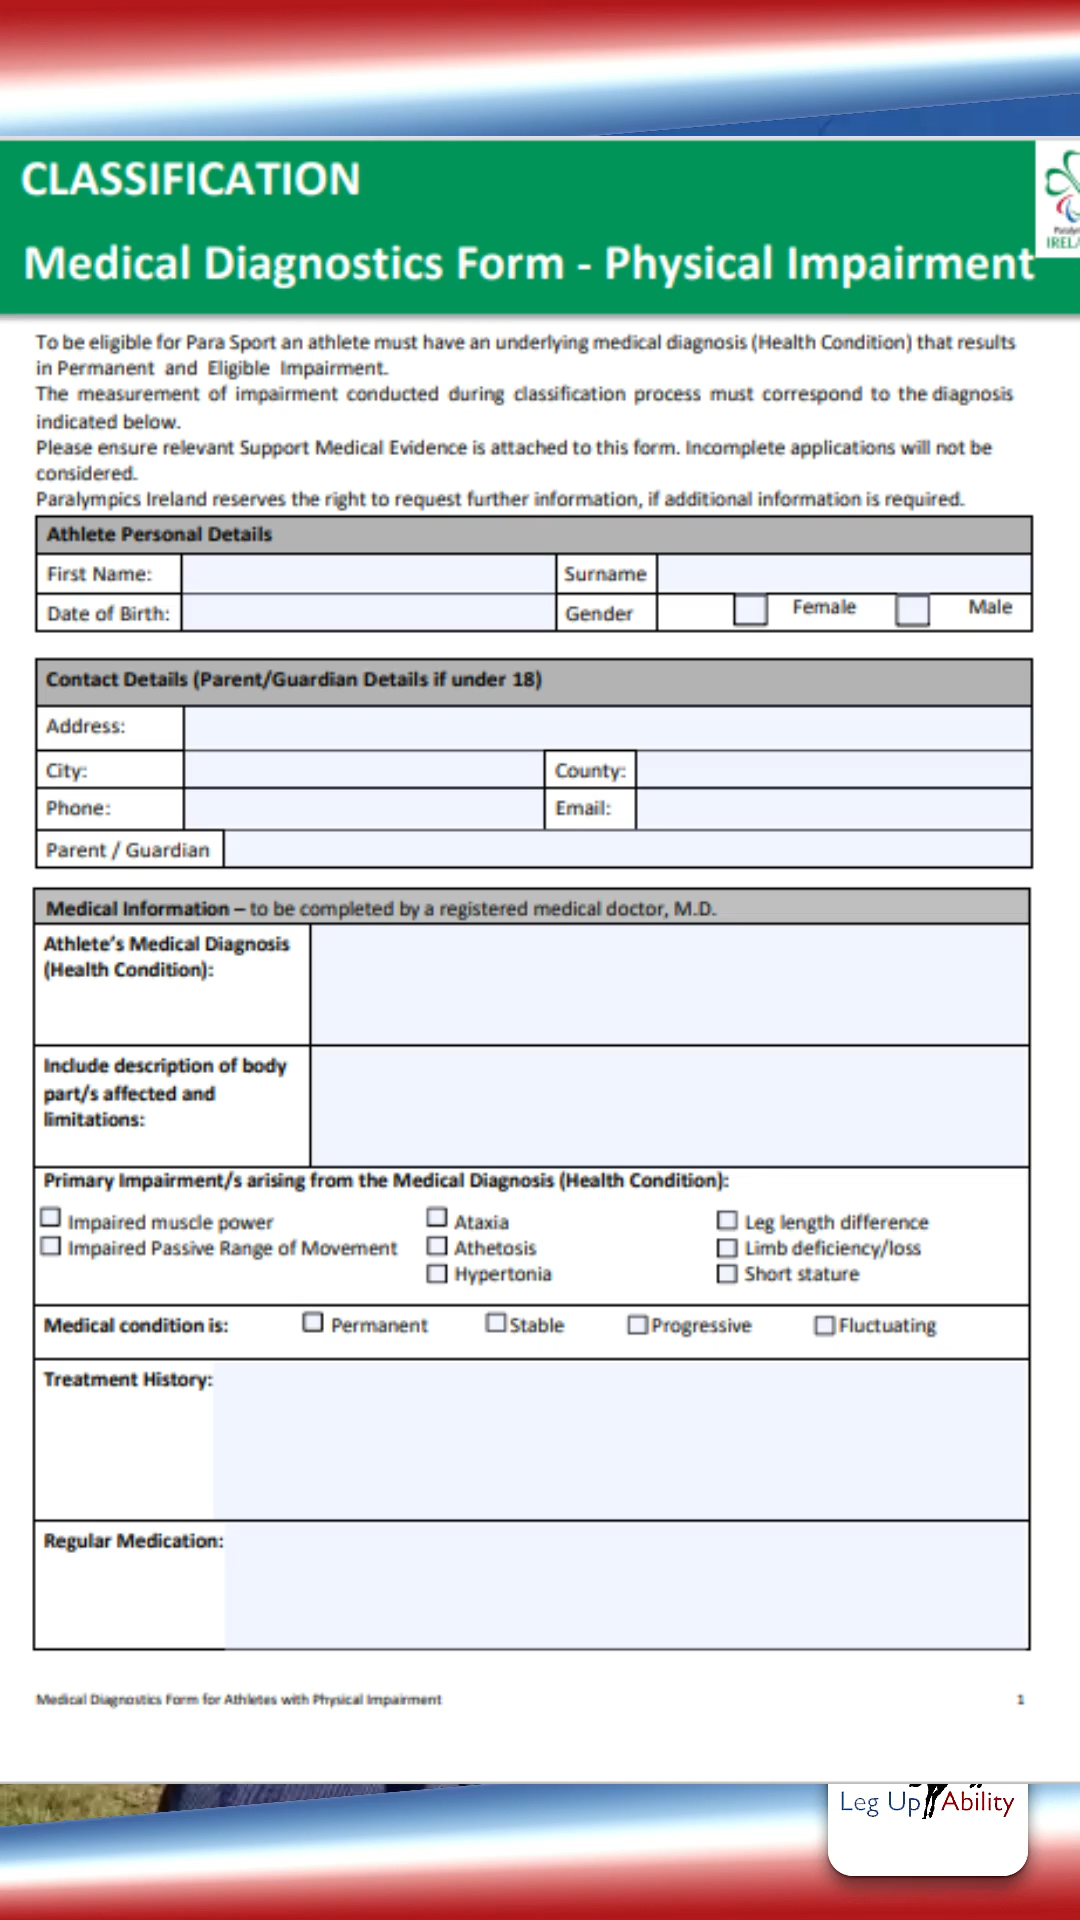 CLASSIFICATION
Medical Diagnostics Form - Physical Impairment
To be eligible for Para Sport an athlete must have an underlying medical diagnosis (Health Condition) that results
in Permanent and Eligible Impairment.
The measurement of impairment conducted during classification process must correspond to the diagnosis
indicated below.
Please ensure relevant Support Medical Evidence is attached to this form. Incomplete applications will not be
considered.
Paralympics Ireland reserves the right to request further information, if additional information is required.
Athlete Personal Details
First Name: Surname
Date of Birth: Gender Female Male
Contact Details (Parent/Guardian Details if under 18)
Address:
City: County:
Phone: Email:
Parent / Guardian
Medical Information – to be completed by a registered medical doctor, M.D.
Athlete's Medical Diagnosis
(Health Condition):
Include description of body
part/s affected and
limitations:
Primary Impairment/s arising from the Medical Diagnosis (Health Condition):
Impaired muscle power Ataxia Leg length difference
Impaired Passive Range of Movement Athetosis Limb deficiency/loss
Hypertonia Short stature
Medical condition is: Permanent Stable Progressive Fluctuating
Treatment History:
Regular Medication:
Medical Diagnostics Form for Athletes with Physical Impairment 1
Leg Up Ability